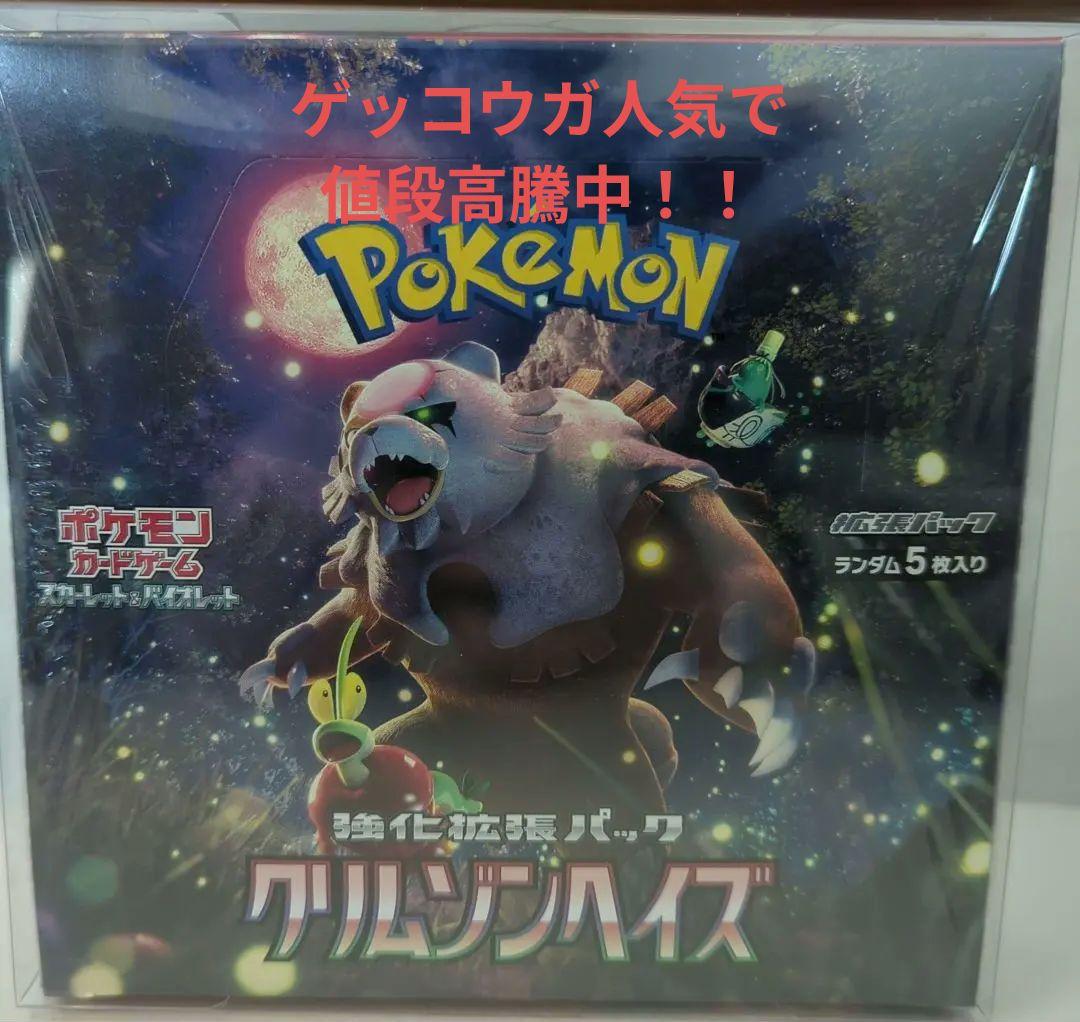 ゲッコウガ人気で
値段高騰中！！
POKéMON
ポケモン
カードゲーム
スカーレット&バイオレット
拡張パック
ランダム5枚入り
強化拡張パック
クリムゾンヘイズ